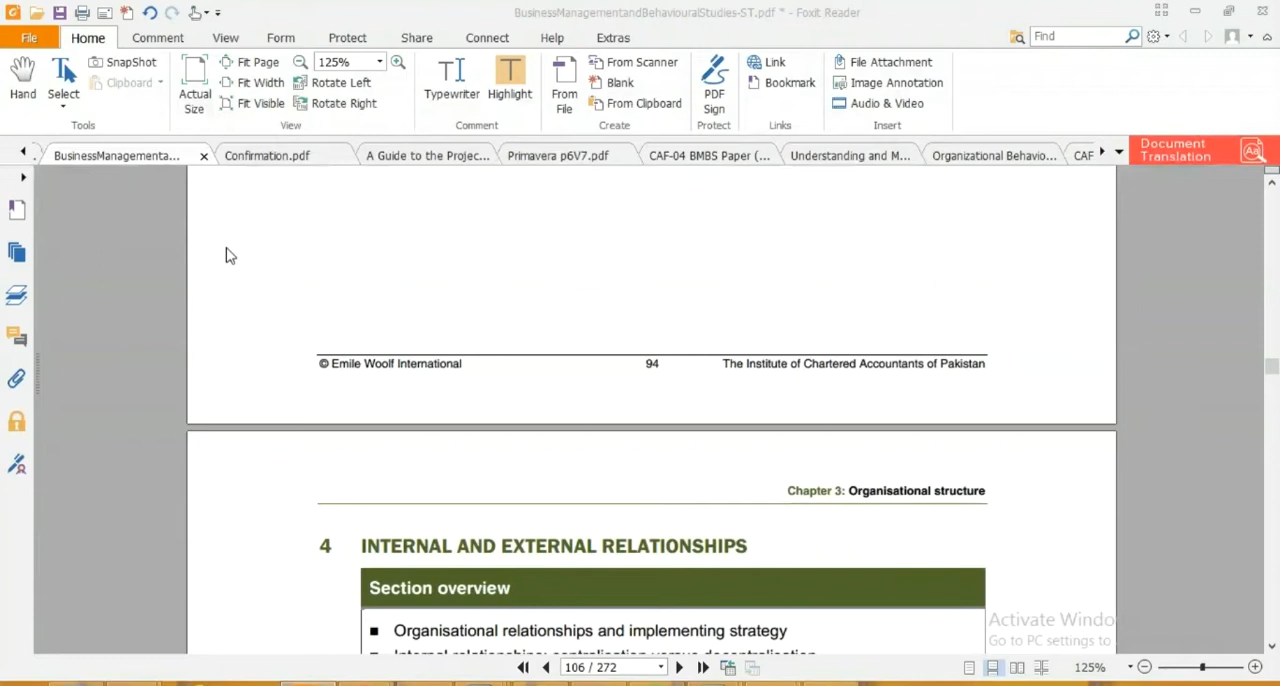 BusinessManagementandBehaviouralStudies-ST.pdf * - Foxit Reader
File Home Comment View Form Protect Share Connect Help Extras Find
Hand Select SnapShot Clipboard Actual Size Fit Page Fit Width Fit Visible 125% Rotate Left Rotate Right Typewriter Highlight From File From Scanner Blank From Clipboard PDF Sign Link Bookmark File Attachment Image Annotation Audio & Video
Tools View Comment Create Protect Links Insert
BusinessManagementa... Confirmation.pdf A Guide to the Projec... Primavera p6V7.pdf CAF-04 BMBS Paper (... Understanding and M... Organizational Behavio... CAF
Document Translation
© Emile Woolf International 94 The Institute of Chartered Accountants of Pakistan
Chapter 3: Organisational structure
4 INTERNAL AND EXTERNAL RELATIONSHIPS
Section overview
■ Organisational relationships and implementing strategy
Internal relationships: centralisation versus decentralisation
Activate Windo
Go to PC settings to
106 / 272 125%